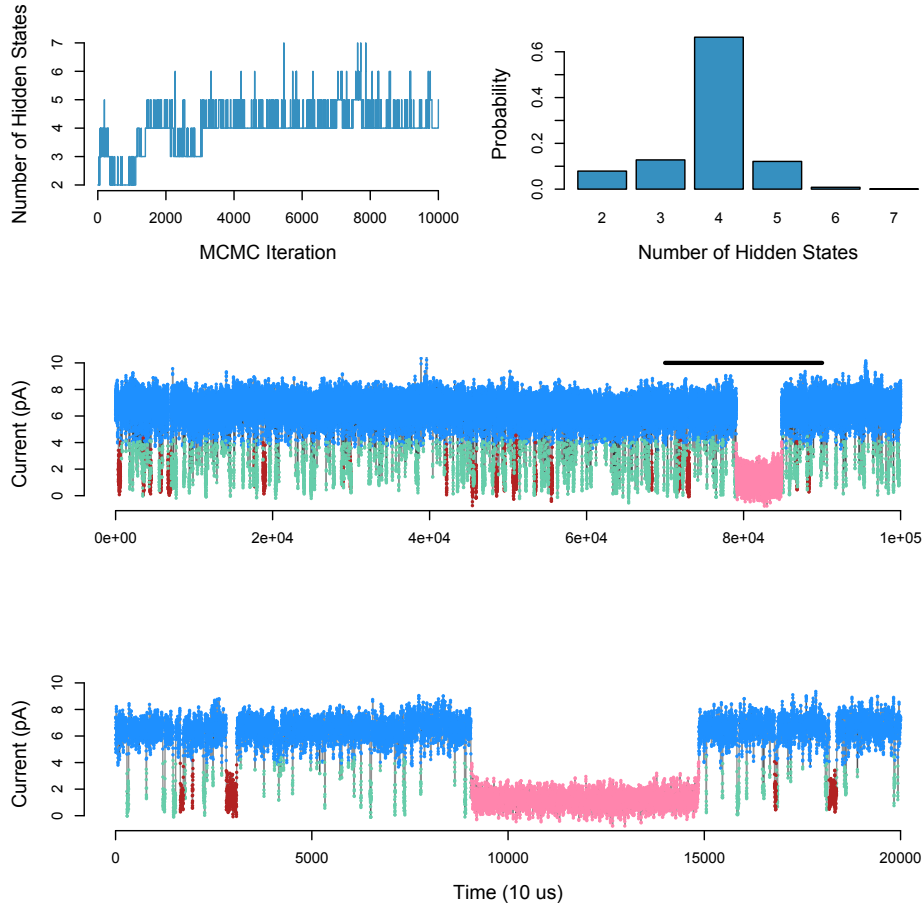 Number of Hidden States
7
6
5
4
3
2
0 2000 4000 6000 8000 10000
MCMC Iteration
Probability
0.6
0.4
0.2
0.0
2 3 4 5 6 7
Number of Hidden States
Current (pA)
10
8
6
4
2
0
0e+00 2e+04 4e+04 6e+04 8e+04 1e+05
Current (pA)
10
8
6
4
2
0
0 5000 10000 15000 20000
Time (10 us)